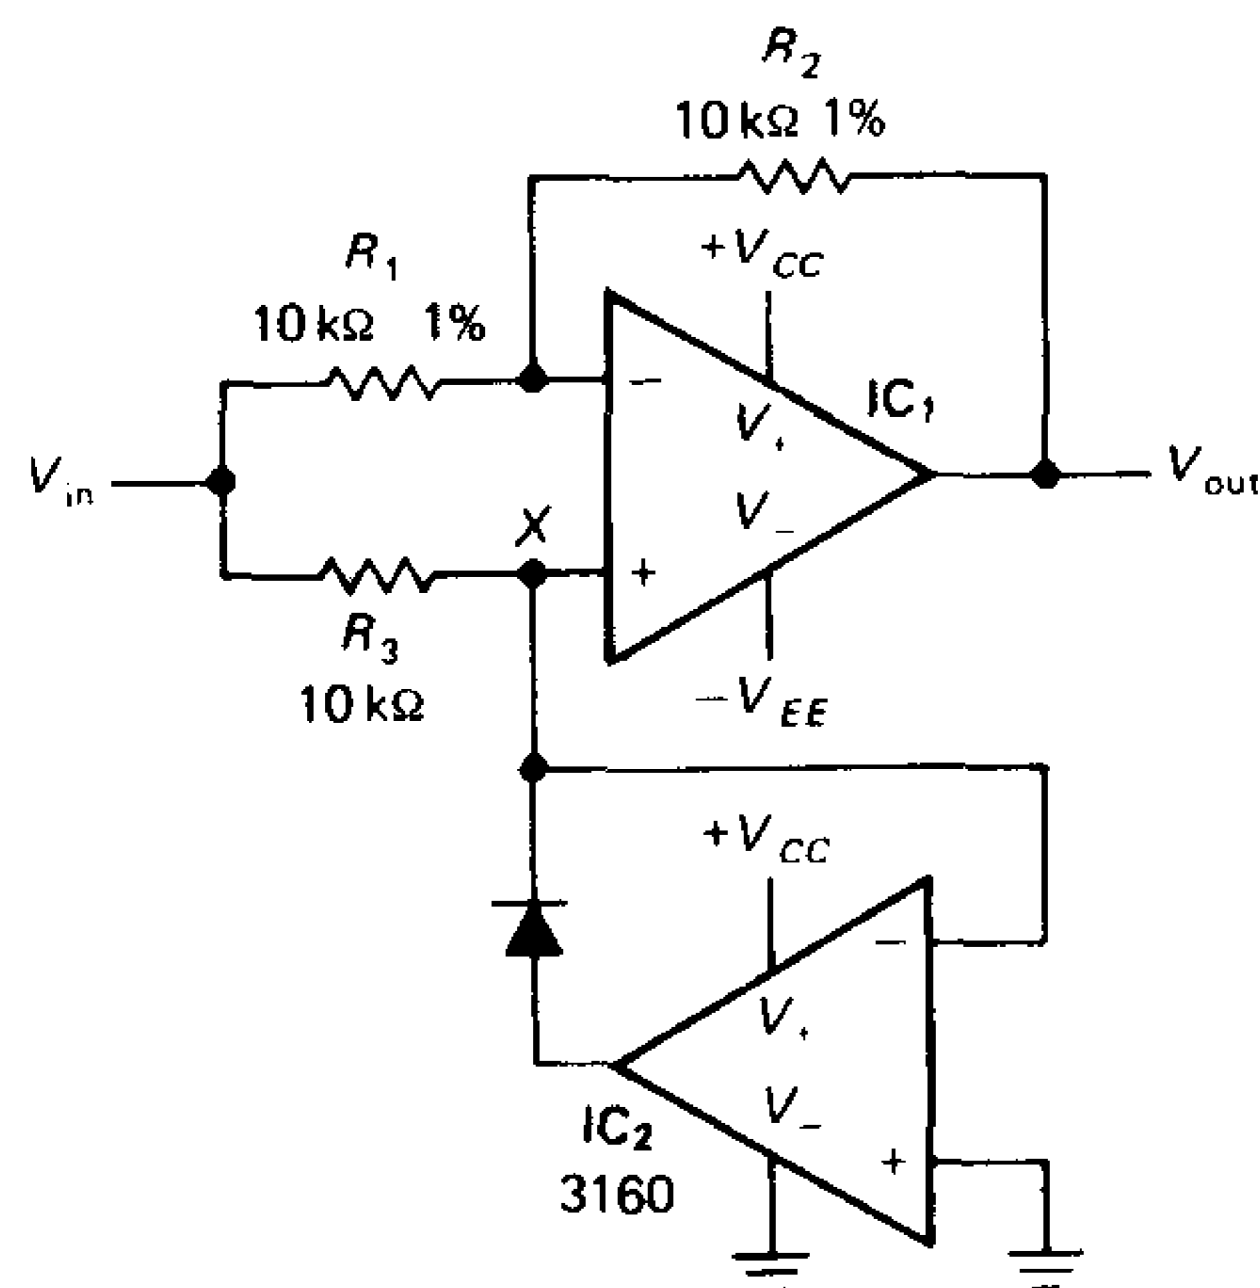 R2
10 kΩ 1%
R1
10 kΩ 1%
+VCC
−
V+
IC1
Vin
Vout
X
V−
+
R3
10 kΩ
−VEE
+VCC
−
V+
V−
IC2
+
3160